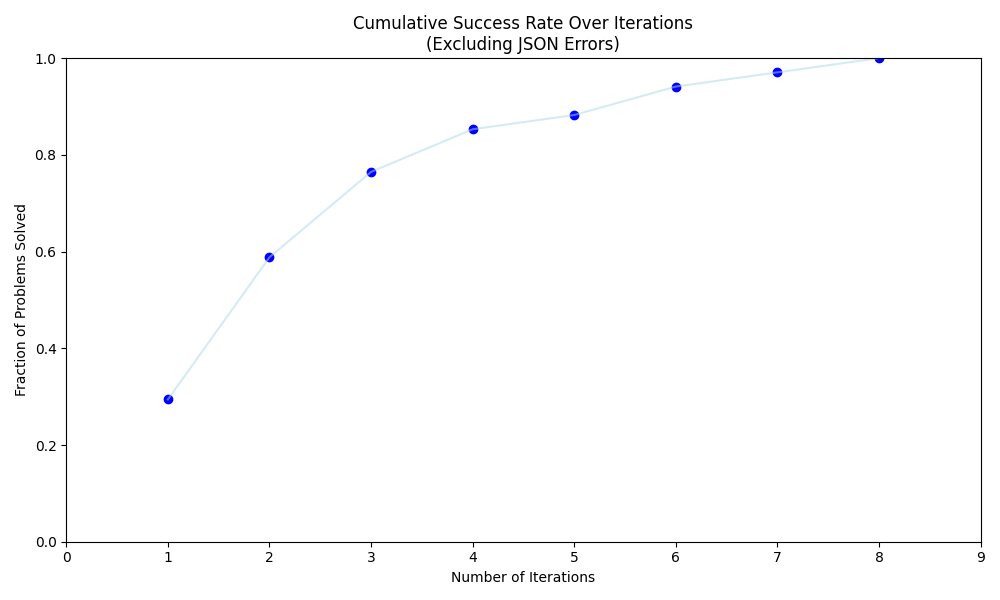 Cumulative Success Rate Over Iterations
(Excluding JSON Errors)
1.0
0.8
0.6
0.4
0.2
0.0
Fraction of Problems Solved
0 1 2 3 4 5 6 7 8 9
Number of Iterations